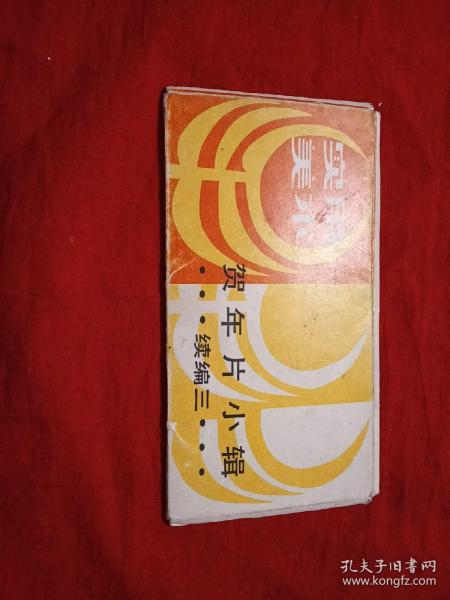 实用
美术
贺年片小辑
···续编三···
孔夫子旧书网
www.kongfz.com